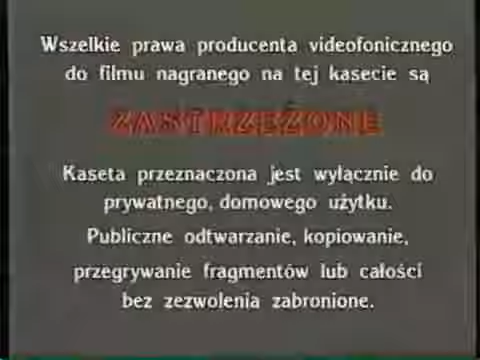 Wszelkie prawa producenta videofonicznego
do filmu nagranego na tej kasecie są
ZASTRZEŻONE
Kaseta przeznaczona jest wyłącznie do
prywatnego, domowego użytku.
Publiczne odtwarzanie, kopiowanie,
przegrywanie fragmentów lub całości
bez zezwolenia zabronione.